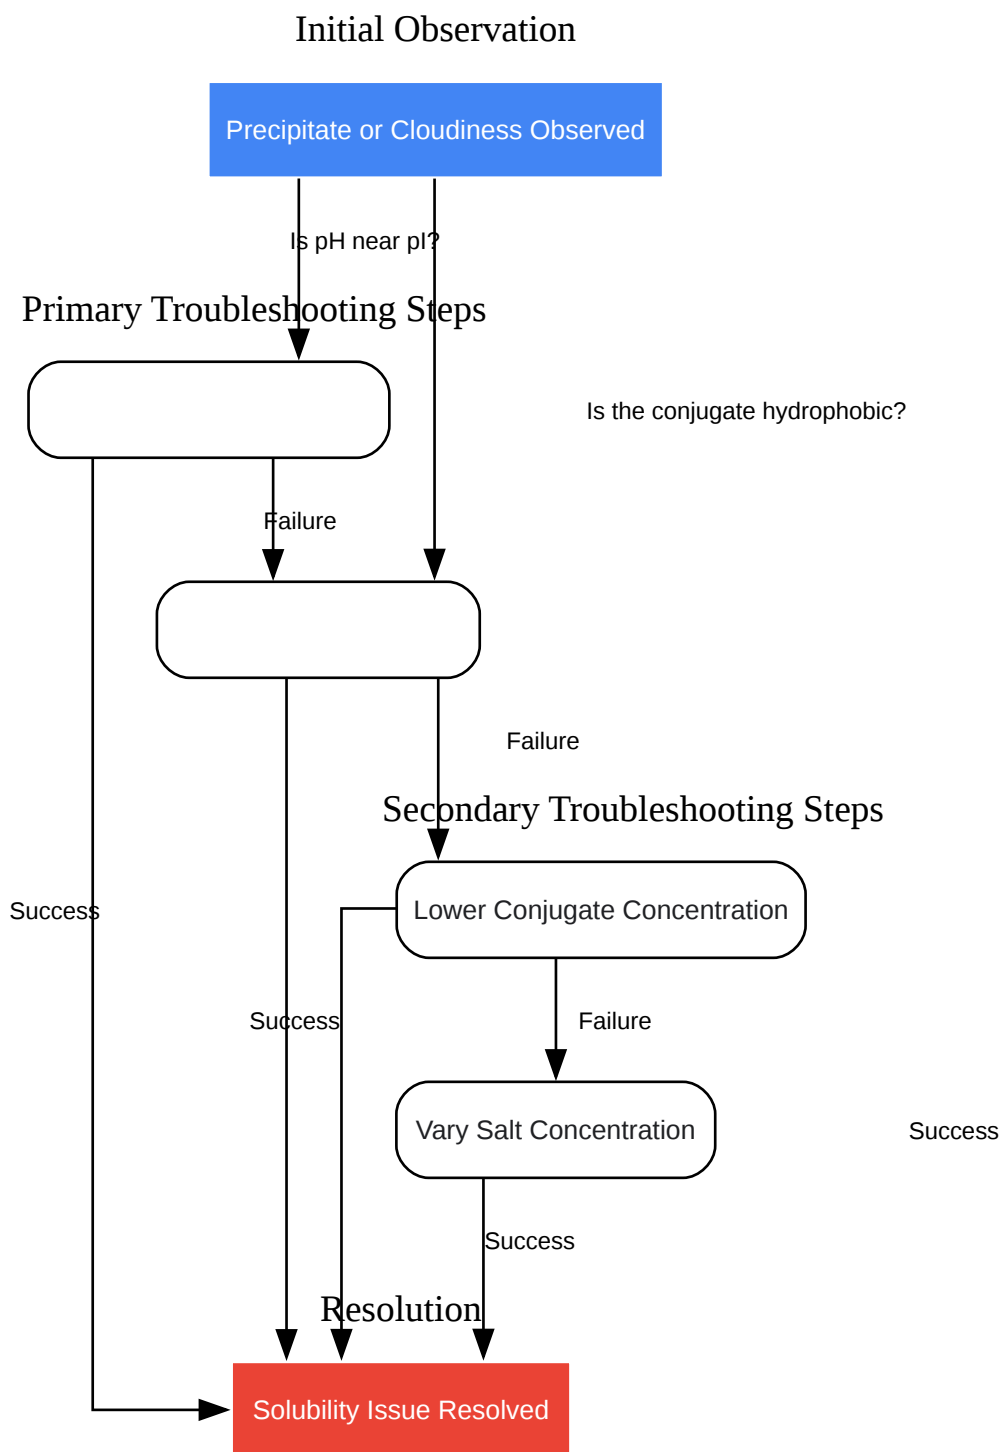 Initial Observation
Precipitate or Cloudiness Observed
Is pH near pI?
Primary Troubleshooting Steps
Is the conjugate hydrophobic?
Failure
Failure
Secondary Troubleshooting Steps
Lower Conjugate Concentration
Success
Success
Failure
Vary Salt Concentration
Success
Success
Resolution
Solubility Issue Resolved